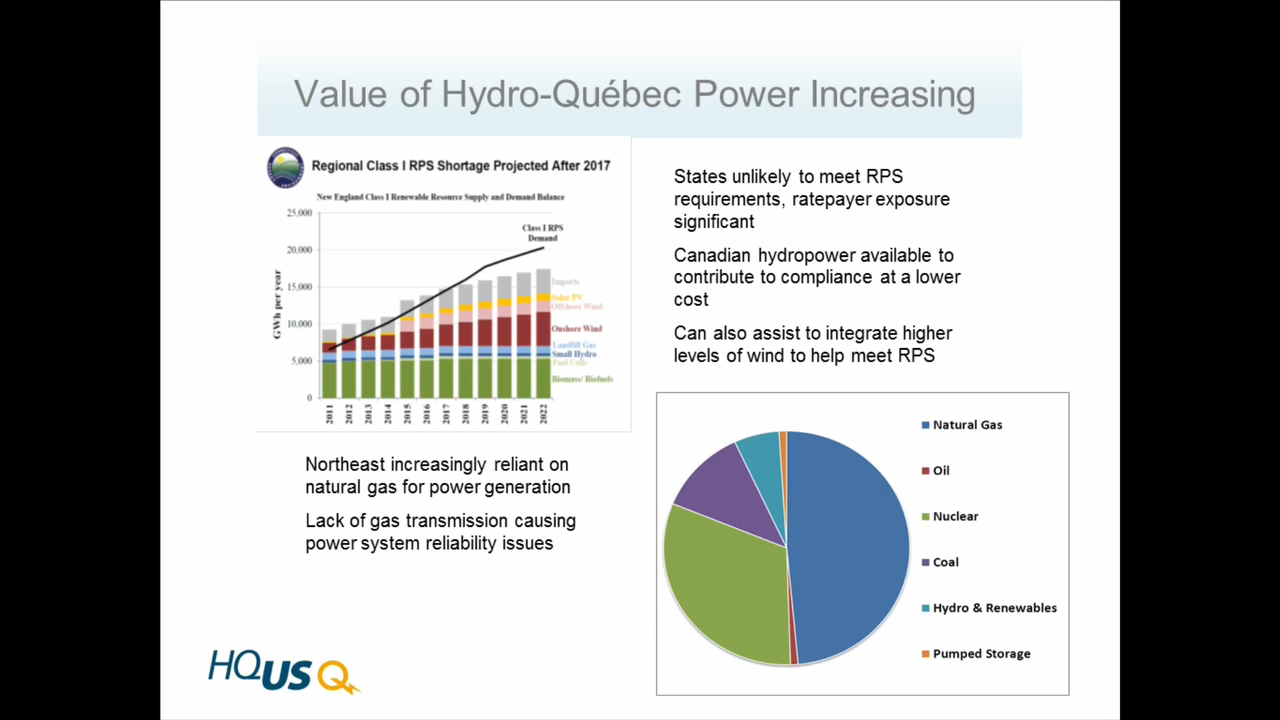 Value of Hydro-Québec Power Increasing
Regional Class I RPS Shortage Projected After 2017
New England Class I Renewable Resource Supply and Demand Balance
GWh per year
25,000
20,000
15,000
10,000
5,000
0
Class I RPS
Demand
Imports
Solar PV
Offshore Wind
Onshore Wind
Landfill Gas
Small Hydro
Fuel Cells
Biomass/ Biofuels
2011
2012
2013
2014
2015
2016
2017
2018
2019
2020
2021
2022
Northeast increasingly reliant on
natural gas for power generation
Lack of gas transmission causing
power system reliability issues
States unlikely to meet RPS
requirements, ratepayer exposure
significant
Canadian hydropower available to
contribute to compliance at a lower
cost
Can also assist to integrate higher
levels of wind to help meet RPS
Natural Gas
Oil
Nuclear
Coal
Hydro & Renewables
Pumped Storage
HQUS